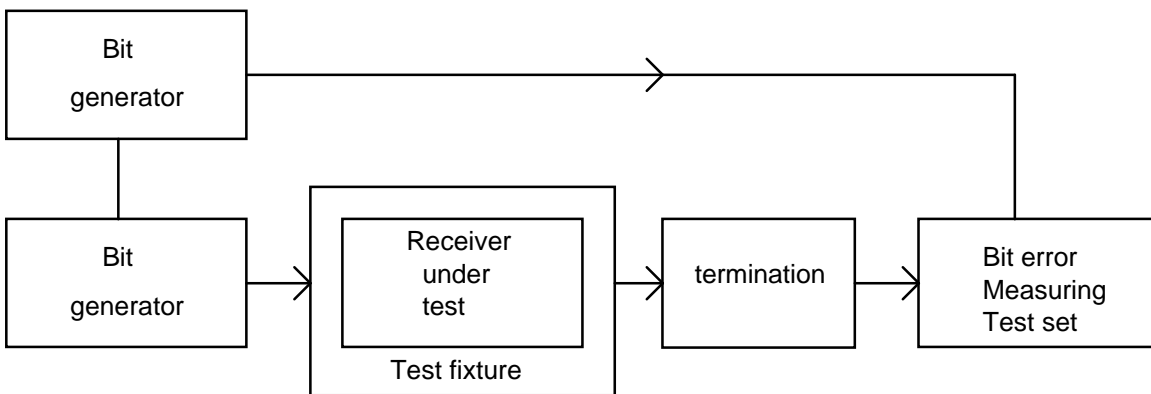 Bit
generator
Bit
generator
Receiver
under
test
Test fixture
termination
Bit error
Measuring
Test set